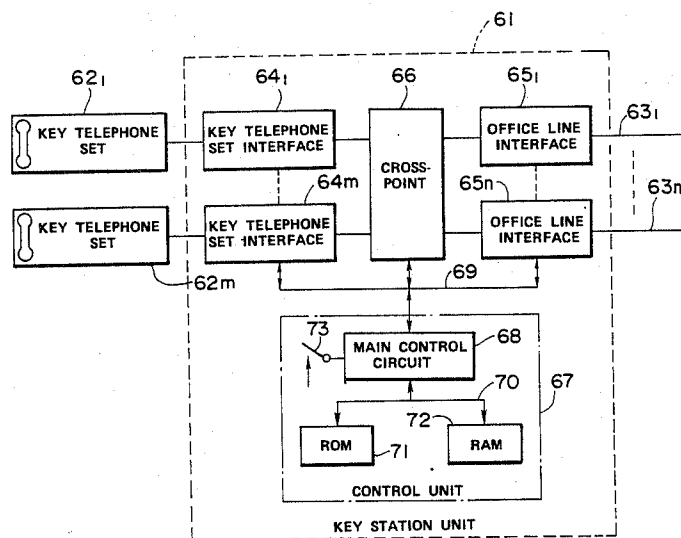 61
62₁ 64₁ 66 65₁
KEY TELEPHONE
SET
KEY TELEPHONE
SET INTERFACE
CROSS-
POINT
OFFICE LINE
INTERFACE
63₁
64m 65n
KEY TELEPHONE
SET
KEY TELEPHONE
SET INTERFACE
OFFICE LINE
INTERFACE
63n
62m
69
73
MAIN CONTROL
CIRCUIT
68
70
67
72
ROM
71
RAM
CONTROL UNIT
KEY STATION UNIT